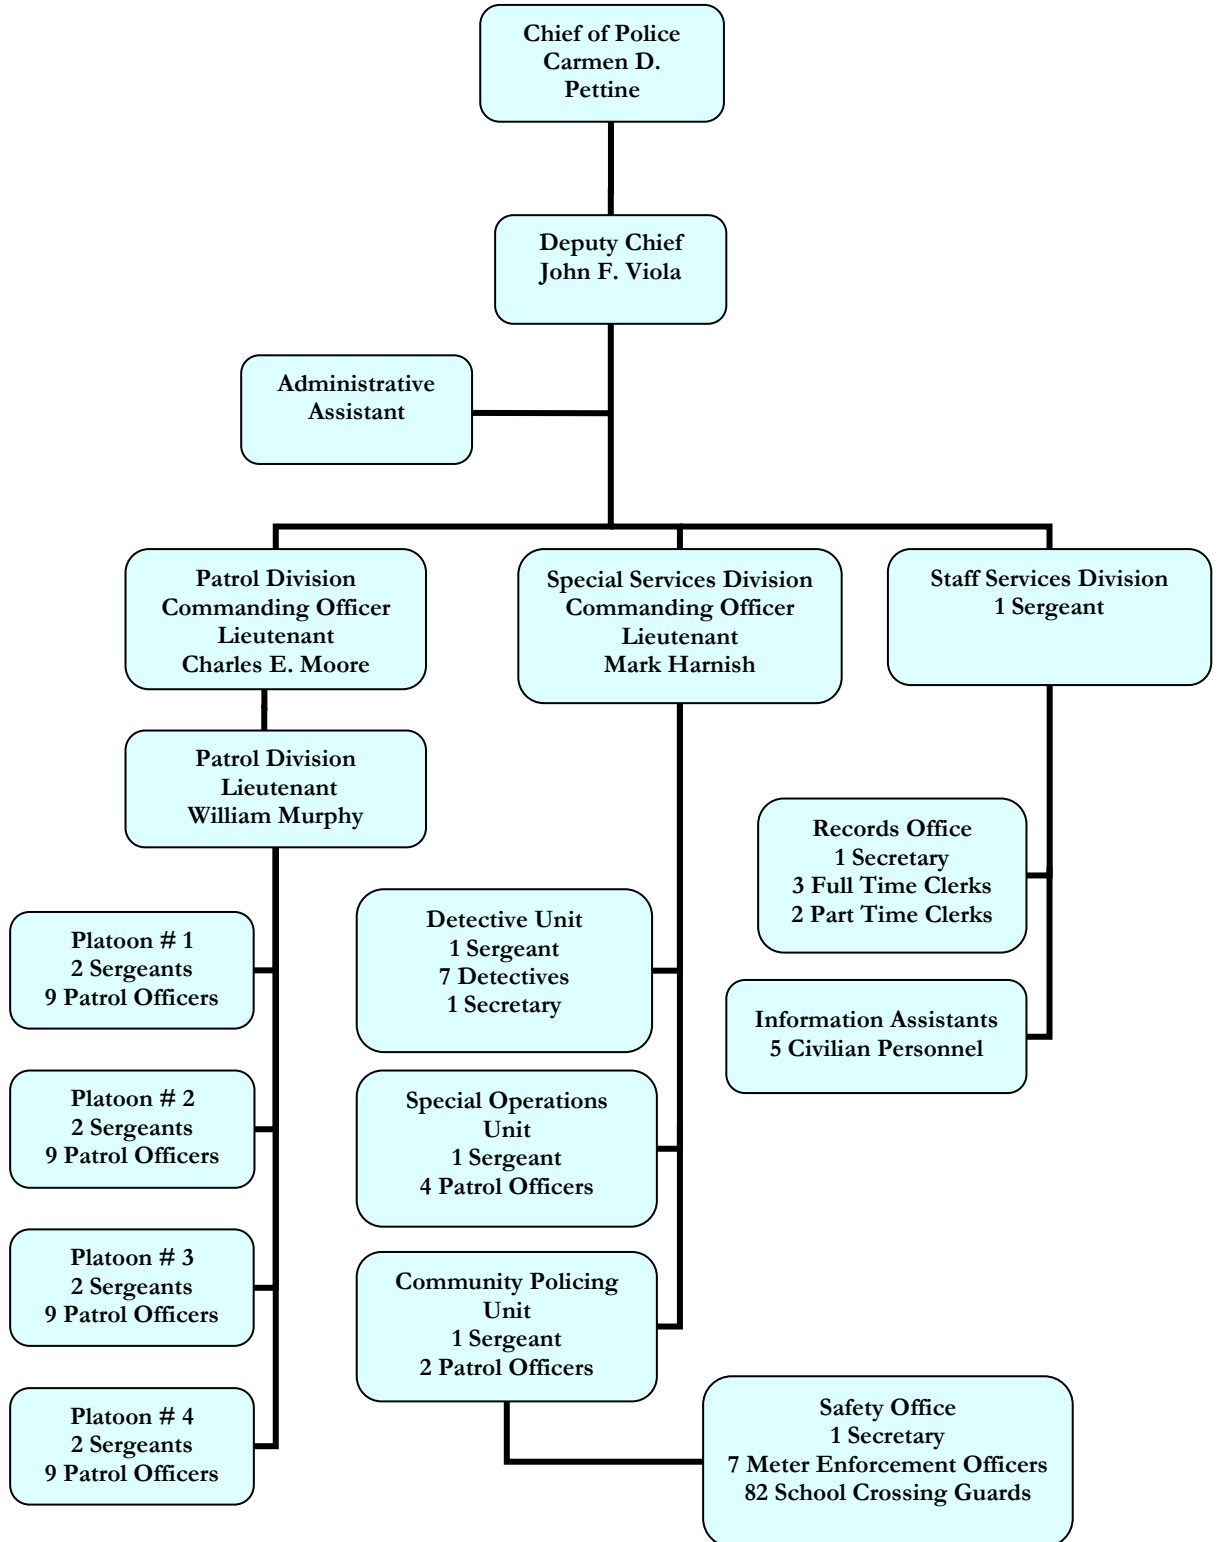 Chief of Police
Carmen D.
Pettine
Deputy Chief
John F. Viola
Administrative
Assistant
Patrol Division
Commanding Officer
Lieutenant
Charles E. Moore
Special Services Division
Commanding Officer
Lieutenant
Mark Harnish
Staff Services Division
1 Sergeant
Patrol Division
Lieutenant
William Murphy
Records Office
1 Secretary
3 Full Time Clerks
2 Part Time Clerks
Platoon # 1
2 Sergeants
9 Patrol Officers
Detective Unit
1 Sergeant
7 Detectives
1 Secretary
Information Assistants
5 Civilian Personnel
Platoon # 2
2 Sergeants
9 Patrol Officers
Special Operations
Unit
1 Sergeant
4 Patrol Officers
Platoon # 3
2 Sergeants
9 Patrol Officers
Community Policing
Unit
1 Sergeant
2 Patrol Officers
Platoon # 4
2 Sergeants
9 Patrol Officers
Safety Office
1 Secretary
7 Meter Enforcement Officers
82 School Crossing Guards